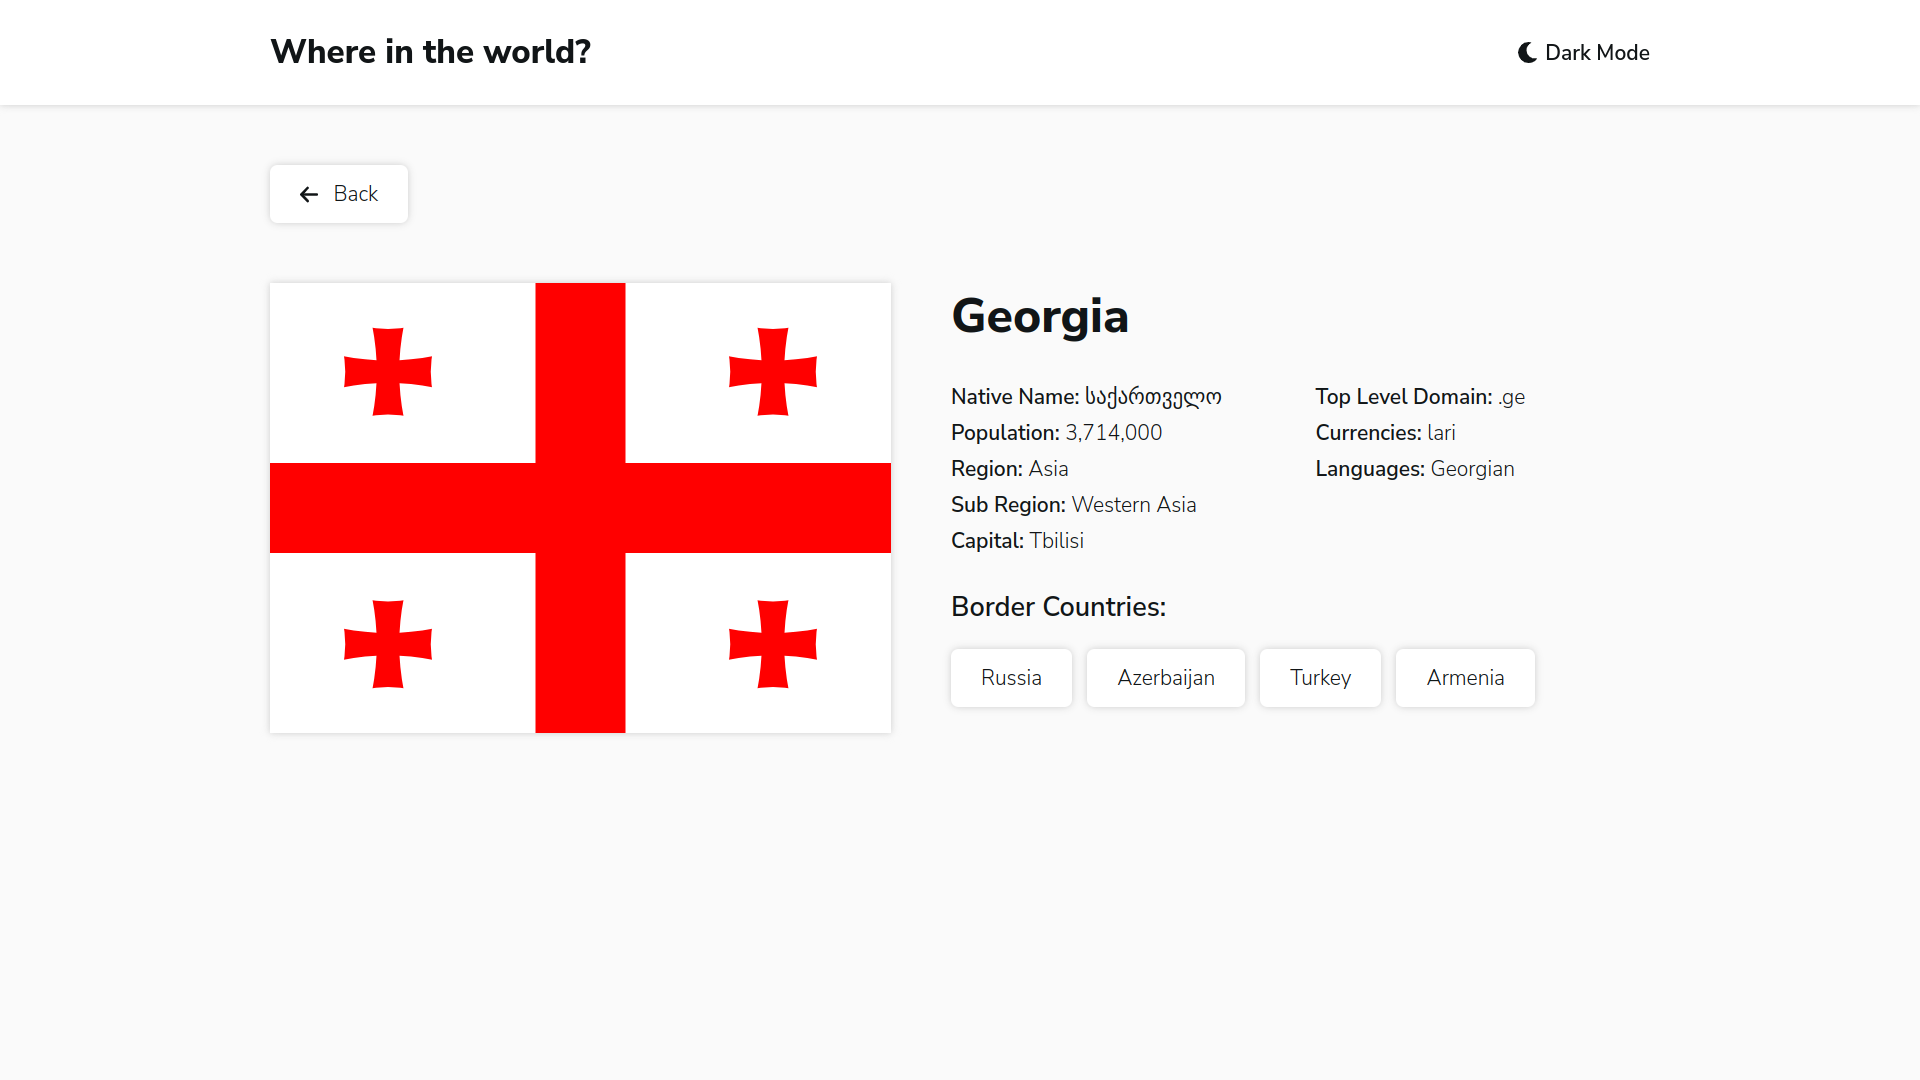 Where in the world?
Dark Mode
Back
Georgia
Native Name: საქართველო
Population: 3,714,000
Region: Asia
Sub Region: Western Asia
Capital: Tbilisi
Top Level Domain: .ge
Currencies: lari
Languages: Georgian
Border Countries:
Russia
Azerbaijan
Turkey
Armenia